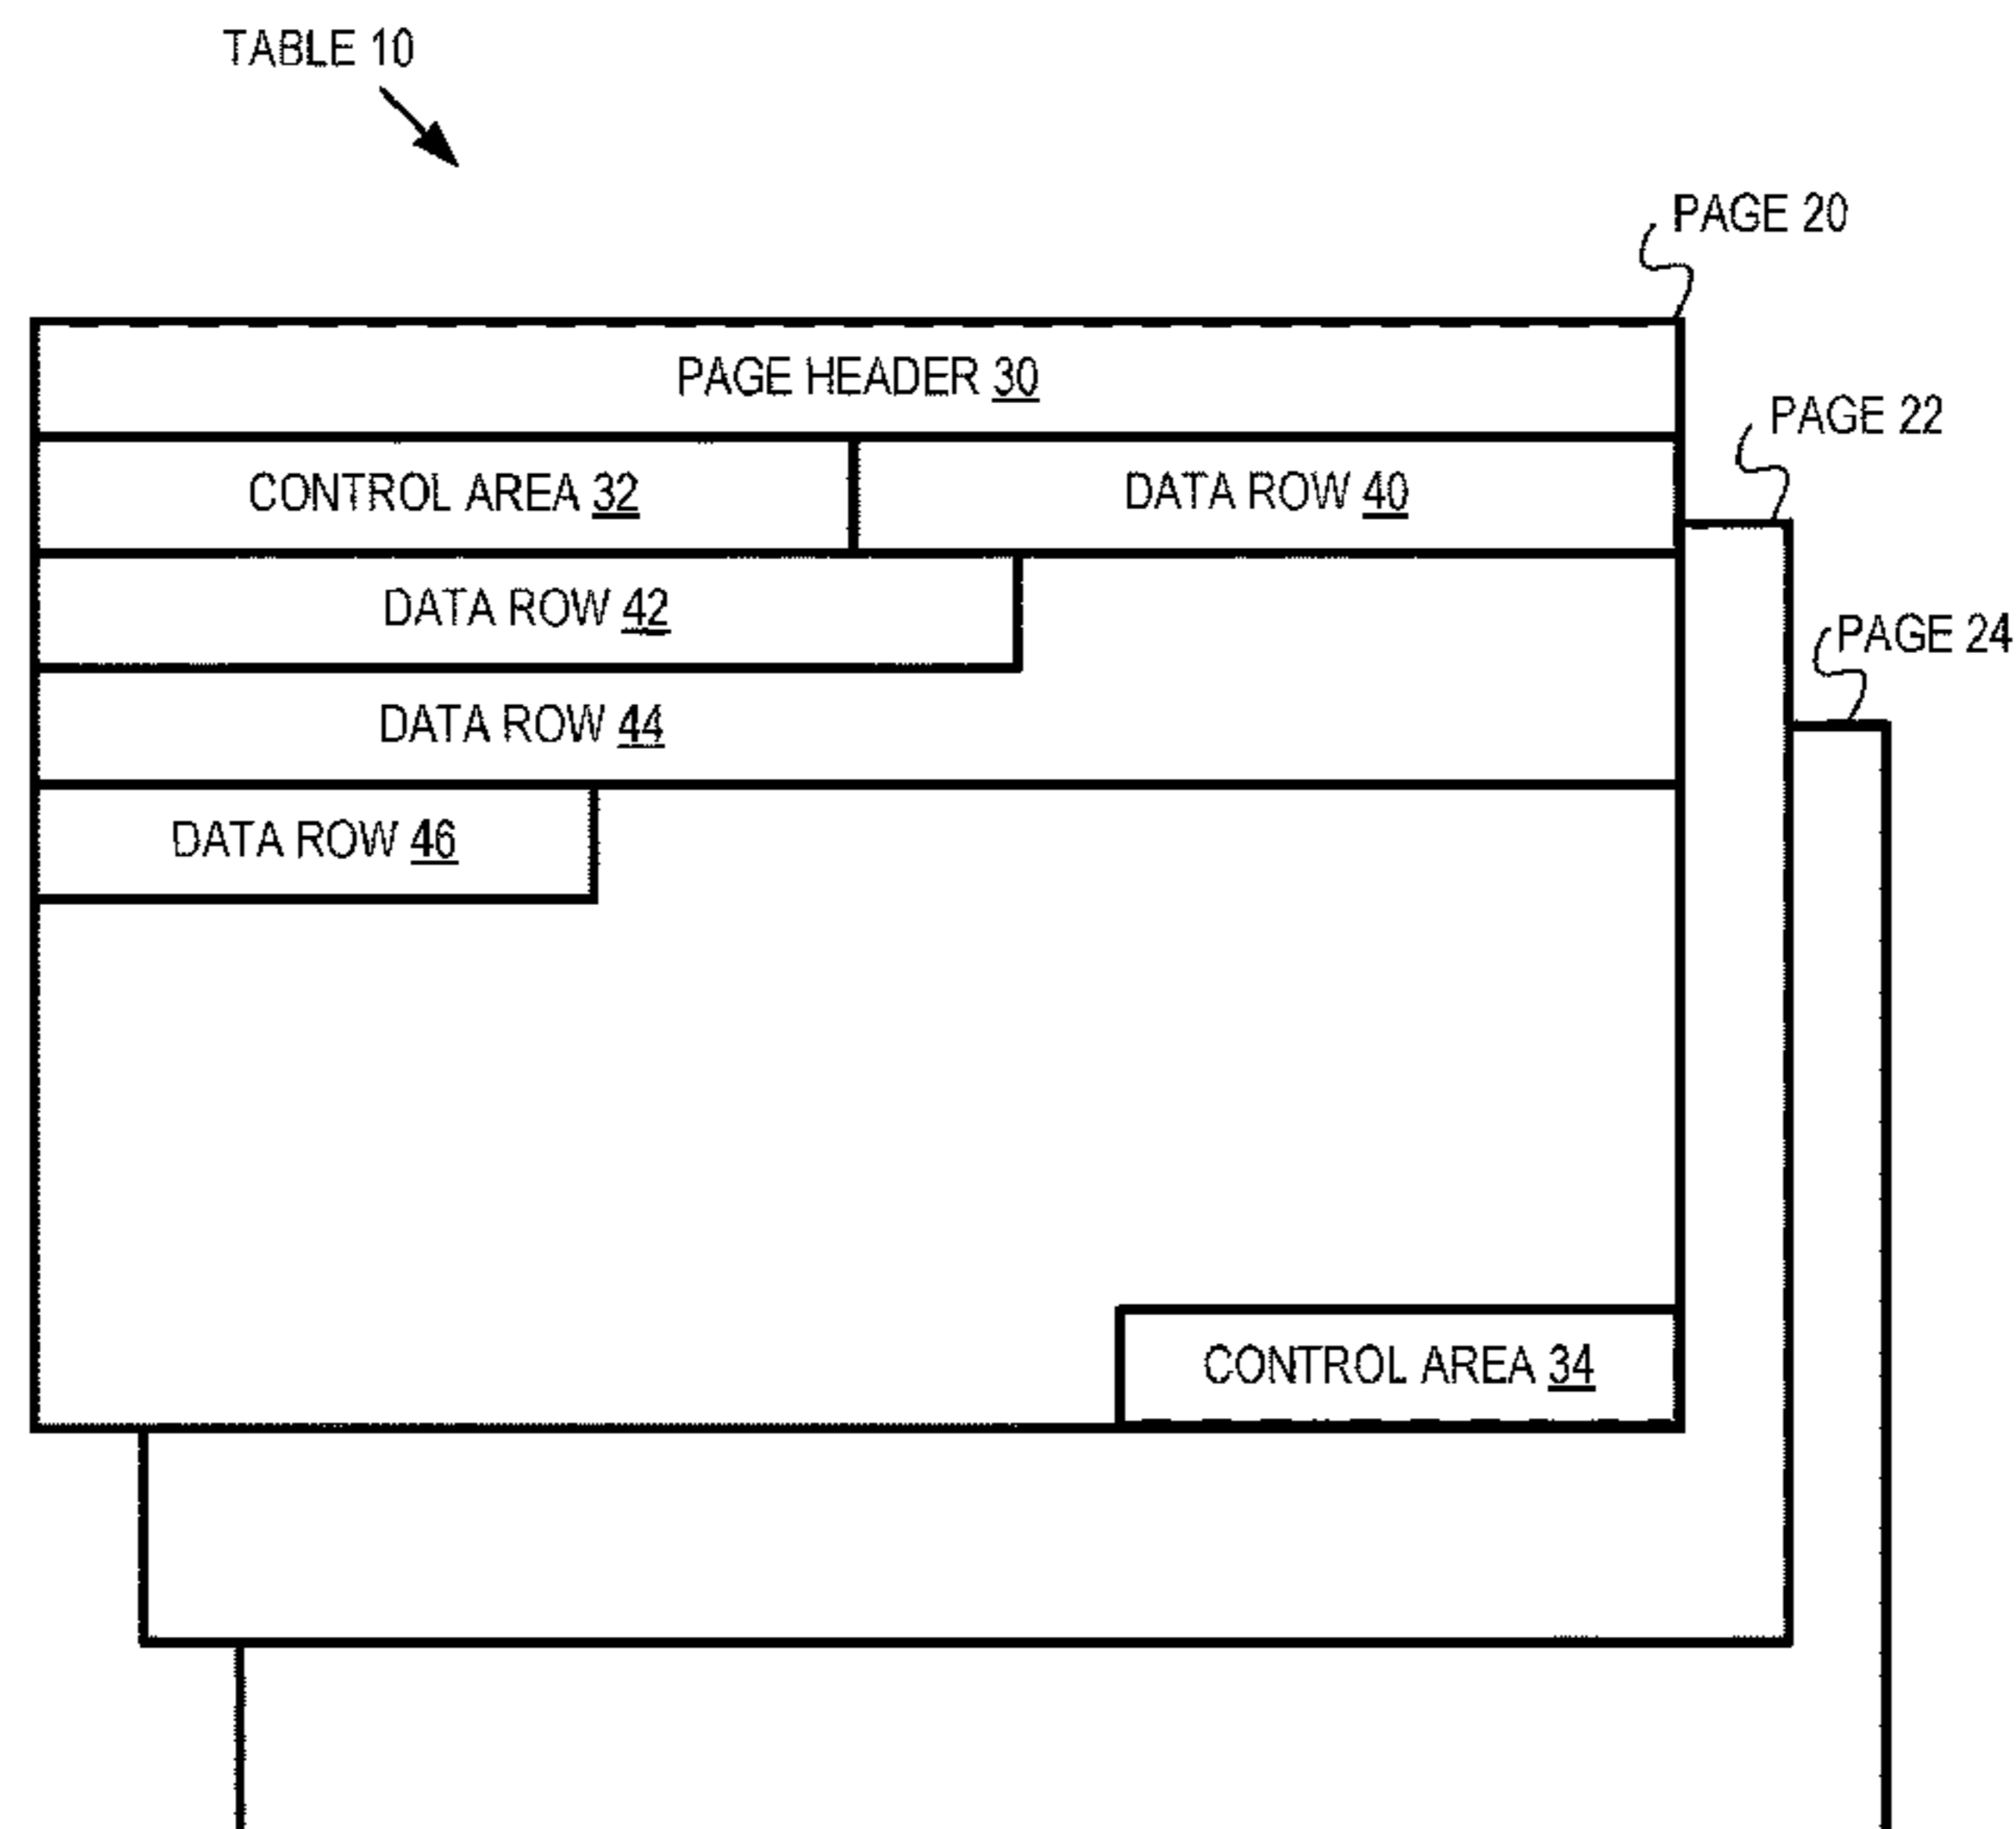 TABLE 10
PAGE 20
PAGE HEADER 30
PAGE 22
CONTROL AREA 32
DATA ROW 40
DATA ROW 42
PAGE 24
DATA ROW 44
DATA ROW 46
CONTROL AREA 34